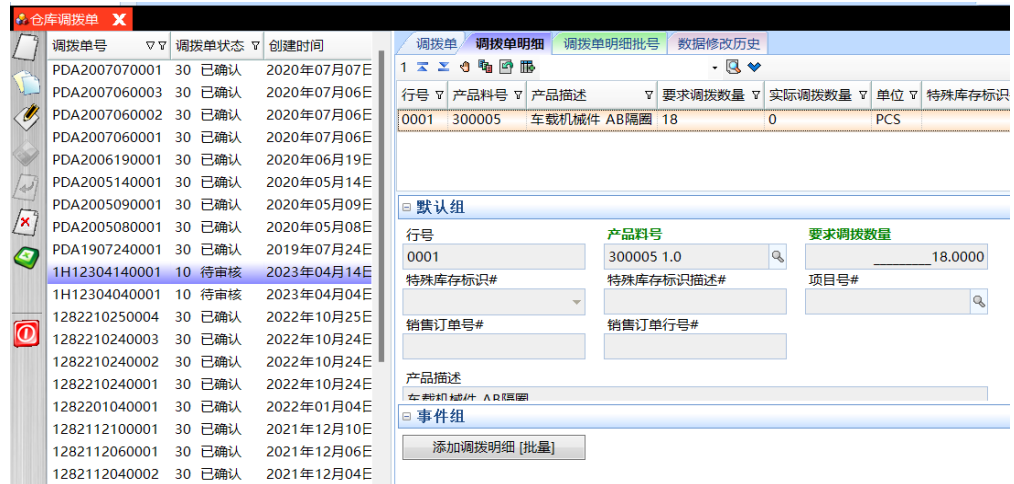 仓库调拨单 X
调拨单号 调拨单状态 创建时间
PDA2007070001 30 已确认 2020年07月07日
PDA2007060003 30 已确认 2020年07月06日
PDA2007060002 30 已确认 2020年07月06日
PDA2007060001 30 已确认 2020年07月06日
PDA2006190001 30 已确认 2020年06月19日
PDA2005140001 30 已确认 2020年05月14日
PDA2005090001 30 已确认 2020年05月09日
PDA2005080001 30 已确认 2020年05月08日
PDA1907240001 30 已确认 2019年07月24日
1H12304140001 10 待审核 2023年04月14日
1H12304040001 10 待审核 2023年04月04日
1282210250004 30 已确认 2022年10月25日
1282210240003 30 已确认 2022年10月24日
1282210240002 30 已确认 2022年10月24日
1282210240001 30 已确认 2022年10月24日
1282201040001 30 已确认 2022年01月04日
1282112100001 30 已确认 2021年12月10日
1282112060001 30 已确认 2021年12月06日
1282112040002 30 已确认 2021年12月04日
调拨单 调拨单明细 调拨单明细批号 数据修改历史
1
行号 产品料号 产品描述 要求调拨数量 实际调拨数量 单位 特殊库存标识
0001 300005 车载机械件 AB隔圈 18 0 PCS
默认组
行号 产品料号 要求调拨数量
0001 300005 1.0 _________18.0000
特殊库存标识# 特殊库存标识描述# 项目号#
销售订单号# 销售订单行号#
产品描述
车载机械件 AB隔圈
事件组
添加调拨明细 [批量]